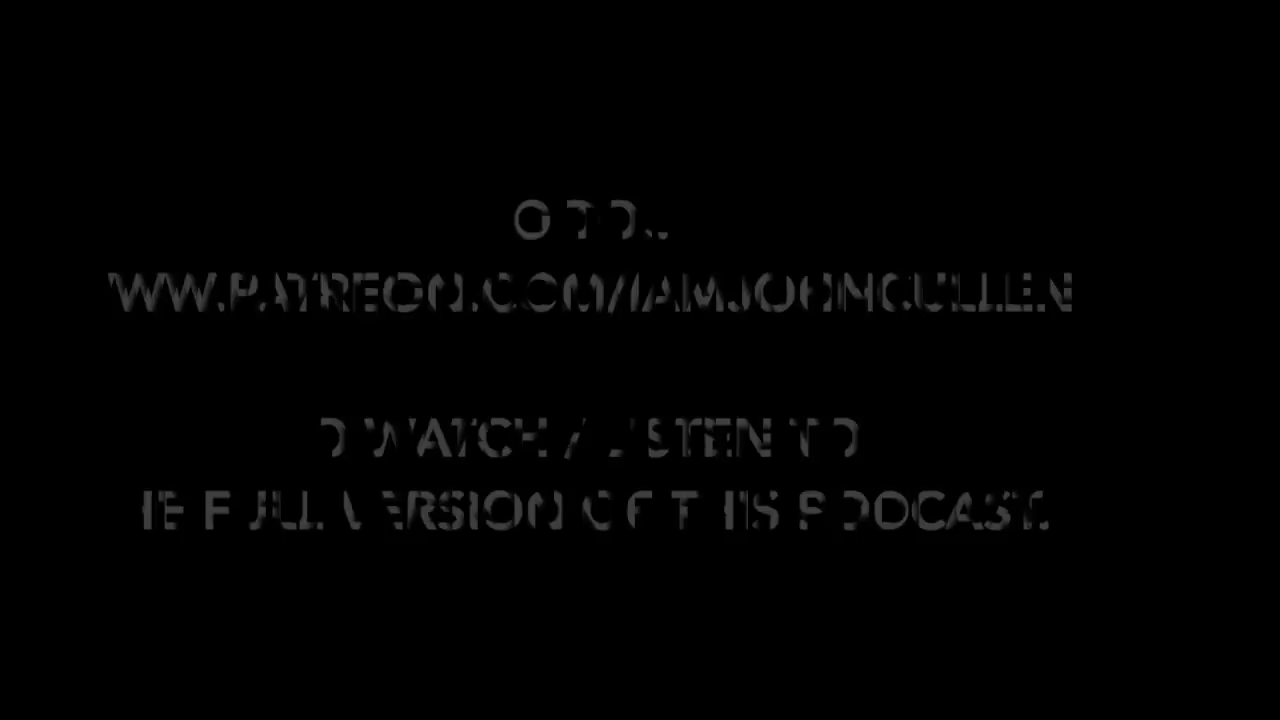 GO TO...
WWW.PATREON.COM/IAMJOHNCULLEN
TO WATCH / LISTEN TO
THE FULL VERSION OF THIS PODCAST.